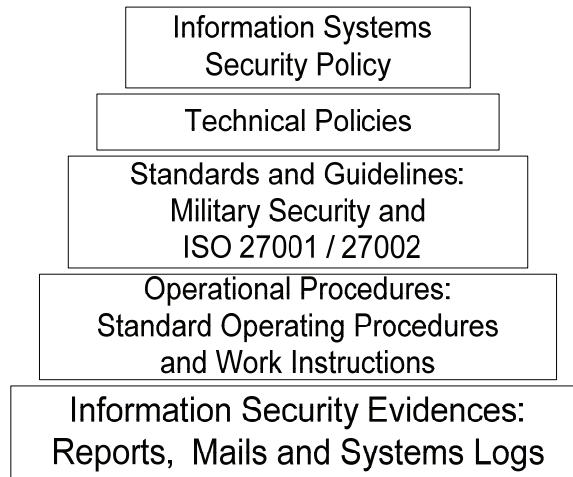 Information Systems
Security Policy
Technical Policies
Standards and Guidelines:
Military Security and
ISO 27001 / 27002
Operational Procedures:
Standard Operating Procedures
and Work Instructions
Information Security Evidences:
Reports, Mails and Systems Logs